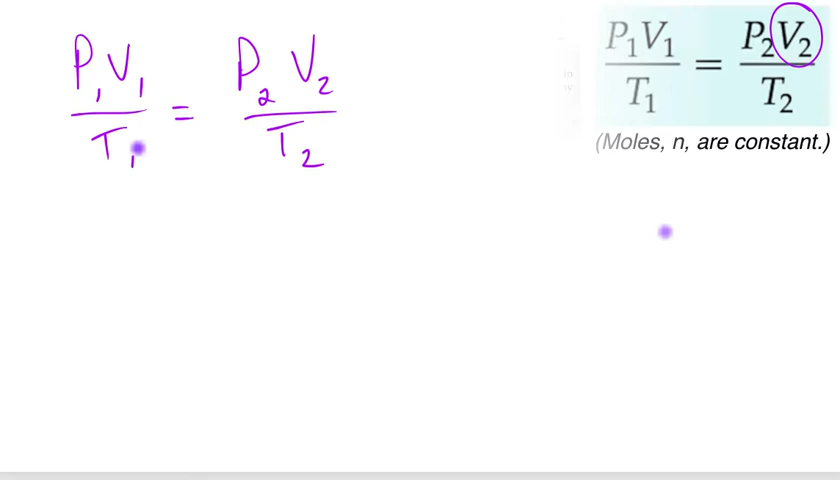 P₁V₁/T₁ = P₂V₂/T₂
P₁V₁/T₁ = P₂V₂/T₂
(Moles, n, are constant.)